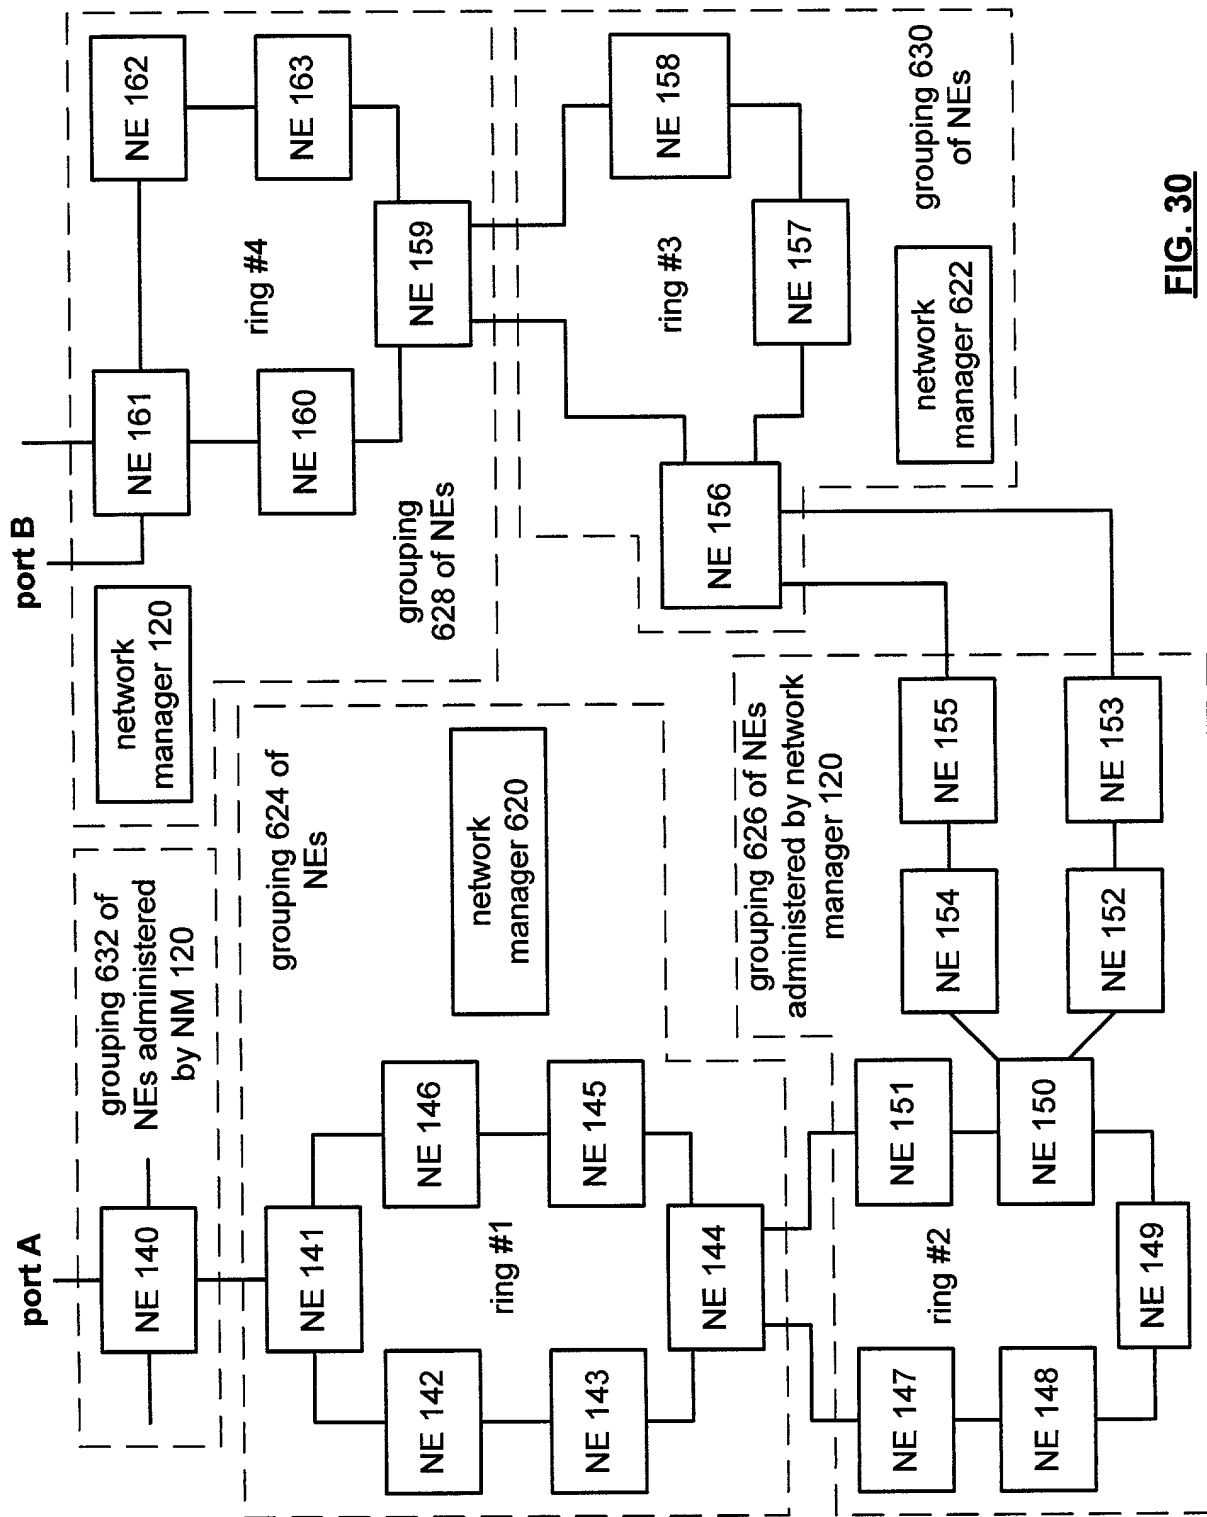 port A
NE 140
grouping 632 of
NEs administered
by NM 120
port B
network
manager 120
NE 161
NE 162
NE 160
NE 163
ring #4
NE 159
grouping
628 of NEs
NE 141
grouping 624 of
NEs
NE 142
NE 146
ring #1
NE 143
NE 145
network
manager 620
NE 144
NE 156
ring #3
NE 158
NE 157
network
manager 622
grouping 630
of NEs
grouping 626 of NEs
administered by network
manager 120
NE 147
NE 151
ring #2
NE 148
NE 150
NE 149
NE 154
NE 155
NE 152
NE 153
FIG. 30